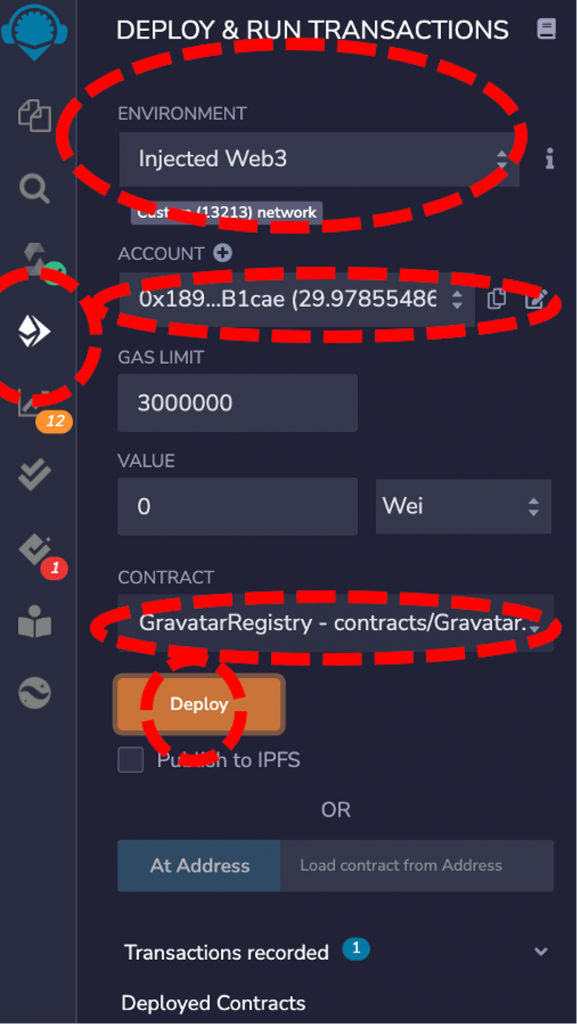 DEPLOY & RUN TRANSACTIONS
ENVIRONMENT
Injected Web3
Custom (13213) network
ACCOUNT
0x189...B1cae (29.97855486
GAS LIMIT
3000000
VALUE
0
Wei
12
1
CONTRACT
GravatarRegistry - contracts/Gravatar.
Deploy
Publish to IPFS
OR
At Address
Load contract from Address
Transactions recorded 1
Deployed Contracts